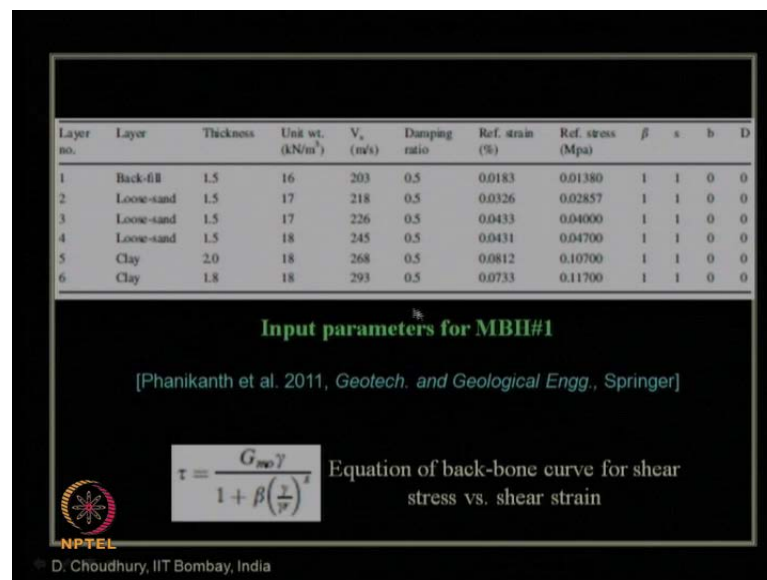 Layer no. Layer Thickness Unit wt. (kN/m³) Vs (m/s) Damping ratio Ref. strain (%) Ref. stress (Mpa) β s b D
1 Back-fill 1.5 16 203 0.5 0.0183 0.01380 1 1 0 0
2 Loose-sand 1.5 17 218 0.5 0.0326 0.02857 1 1 0 0
3 Loose-sand 1.5 17 226 0.5 0.0433 0.04000 1 1 0 0
4 Loose-sand 1.5 18 245 0.5 0.0431 0.04700 1 1 0 0
5 Clay 2.0 18 268 0.5 0.0812 0.10700 1 1 0 0
6 Clay 1.8 18 293 0.5 0.0733 0.11700 1 1 0 0
Input parameters for MBH#1
[Phanikanth et al. 2011, Geotech. and Geological Engg., Springer]
τ = G_mo γ / (1 + β(γ/γ^r)^s)
Equation of back-bone curve for shear
stress vs. shear strain
NPTEL
D. Choudhury, IIT Bombay, India